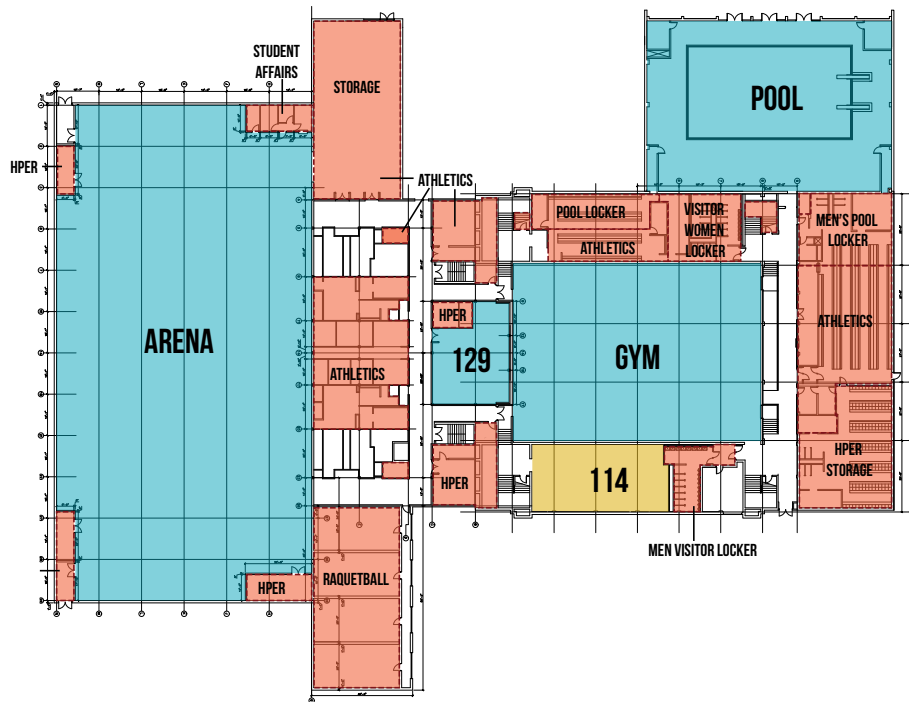 STUDENT
AFFAIRS
STORAGE
POOL
HPER
ATHLETICS
POOL LOCKER
VISITOR
WOMEN
LOCKER
MEN'S POOL
LOCKER
ATHLETICS
HPER
ARENA
129
GYM
ATHLETICS
ATHLETICS
HPER
114
HPER
STORAGE
MEN VISITOR LOCKER
HPER
RAQUETBALL